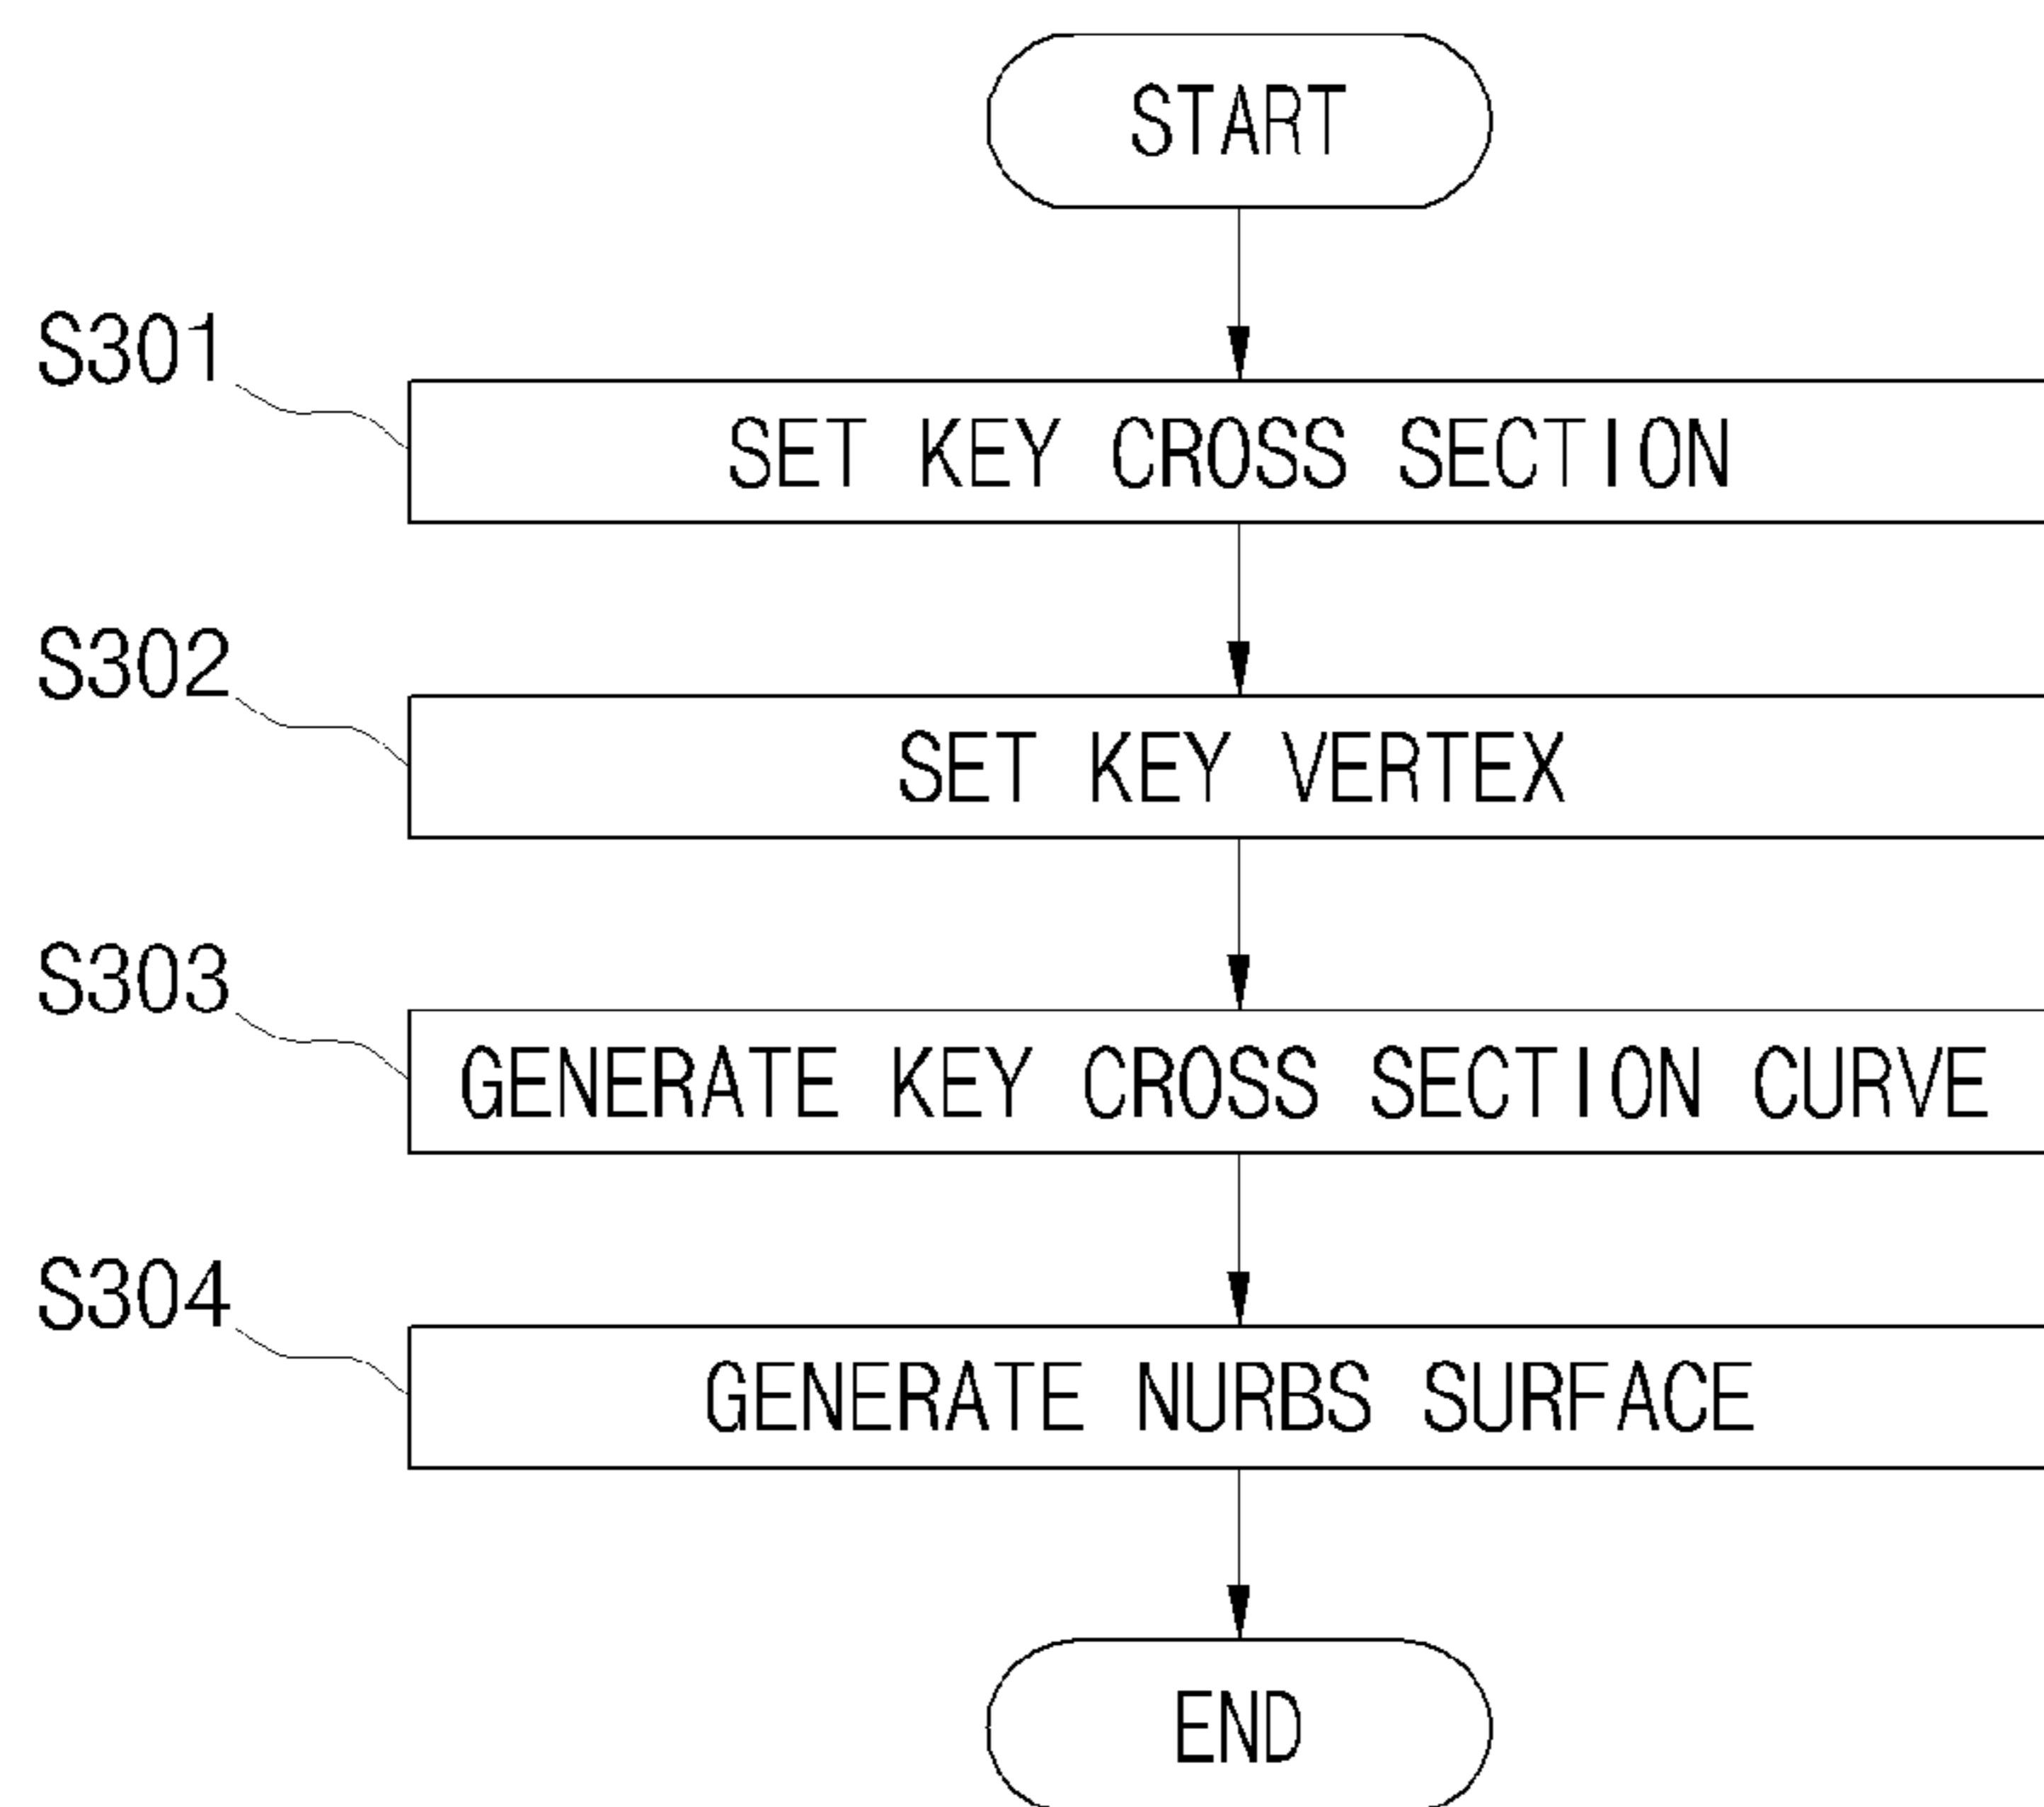 START
S301
SET KEY CROSS SECTION
S302
SET KEY VERTEX
S303
GENERATE KEY CROSS SECTION CURVE
S304
GENERATE NURBS SURFACE
END